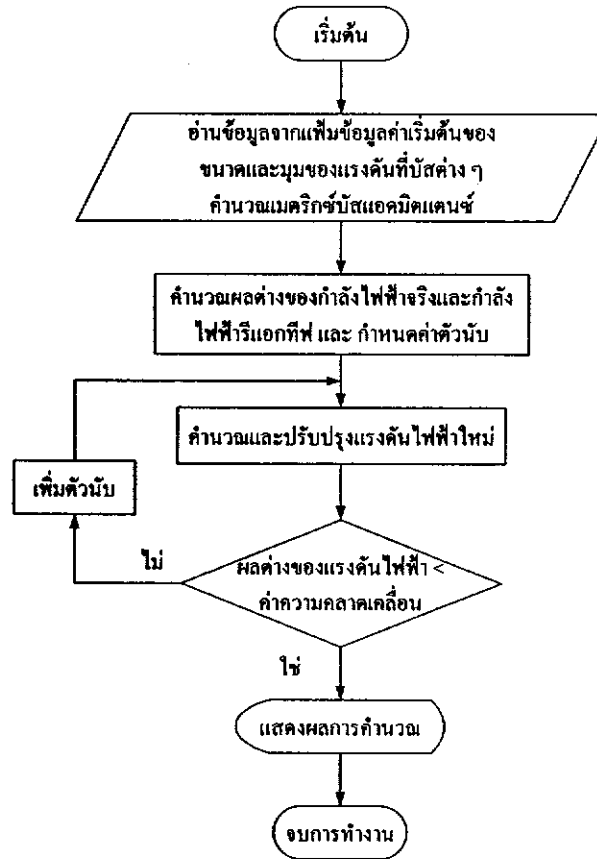 เริ่มต้น
อ่านข้อมูลจากแฟ้มข้อมูลค่าเริ่มต้นของ
ขนาดและมุมของแรงดันที่บัสต่าง ๆ
คำนวณเมตริกซ์บัสแอดมิตแตนซ์
คำนวณผลต่างของกำลังไฟฟ้าจริงและกำลัง
ไฟฟ้ารีแอกทีฟ และ กำหนดค่าตัวนับ
คำนวณและปรับปรุงแรงดันไฟฟ้าใหม่
เพิ่มตัวนับ
ไม่
ผลต่างของแรงดันไฟฟ้า <
ค่าความคลาดเคลื่อน
ใช่
แสดงผลการคำนวณ
จบการทำงาน